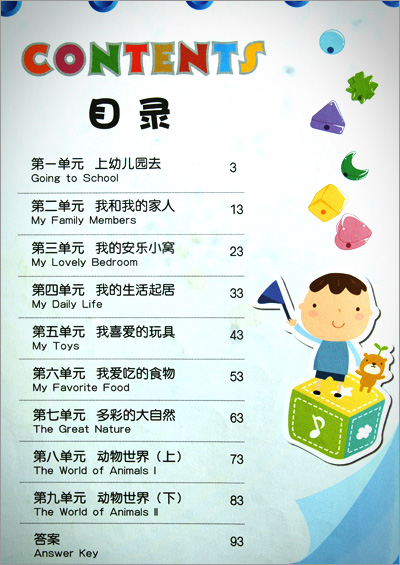 CONTENTS
目录
第一单元 上幼儿园去 3
Going to School
第二单元 我和我的家人 13
My Family Members
第三单元 我的安乐小窝 23
My Lovely Bedroom
第四单元 我的生活起居 33
My Daily Life
第五单元 我喜爱的玩具 43
My Toys
第六单元 我爱吃的食物 53
My Favorite Food
第七单元 多彩的大自然 63
The Great Nature
第八单元 动物世界（上） 73
The World of Animals I
第九单元 动物世界（下） 83
The World of Animals II
答案 93
Answer Key